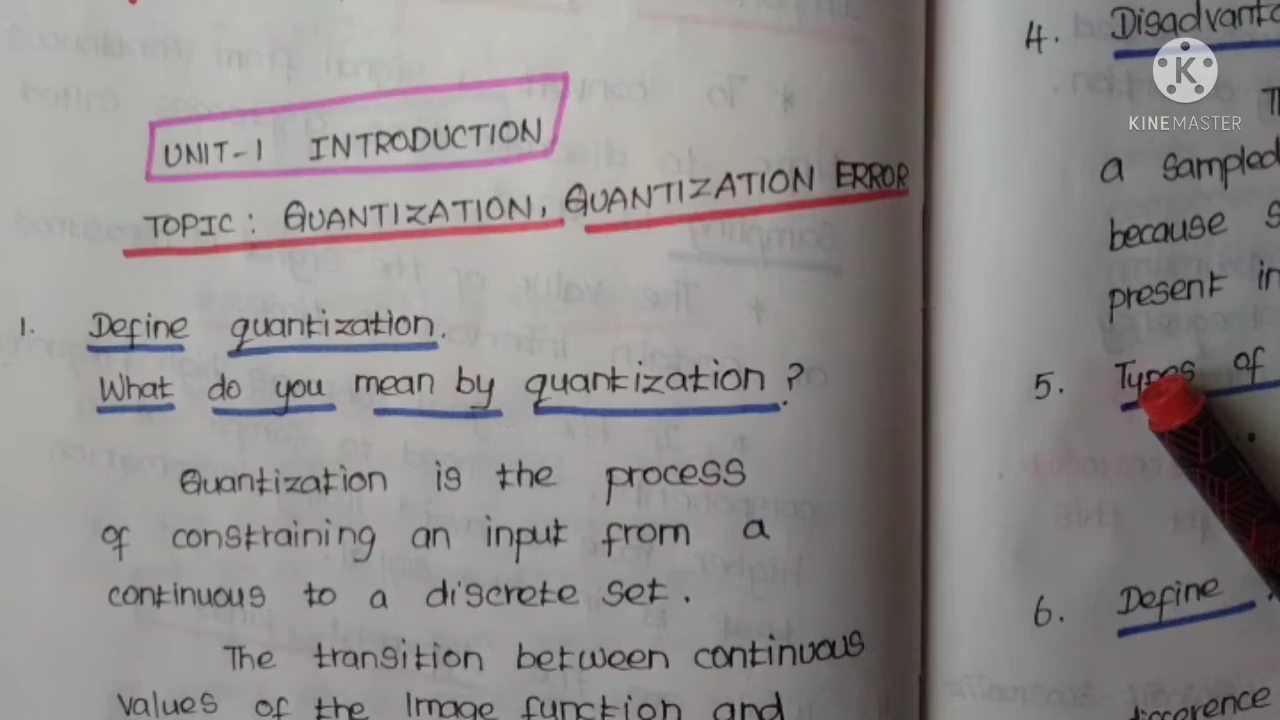 UNIT-1 INTRODUCTION
TOPIC: QUANTIZATION, QUANTIZATION ERROR
1. Define quantization.
What do you mean by quantization?
Quantization is the process
of constraining an input from a
continuous to a discrete set.
The transition between continuous
values of the Image function and
4.
a sampled
because
present in
5. Types of
6. Define
difference
KINEMASTER